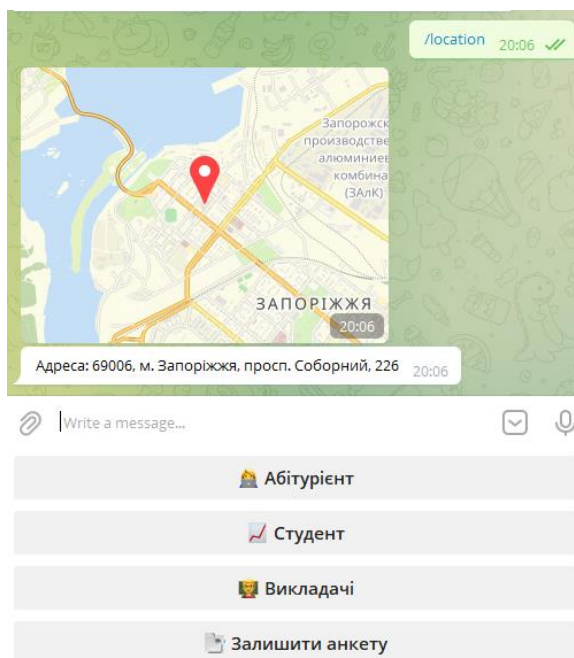 /location 20:06
Запорожск
производстве
алюминиев
комбина
(ЗАлК)
ЗАПОРІЖЖЯ
20:06
Адреса: 69006, м. Запоріжжя, просп. Соборний, 226 20:06
Write a message...
Абітурієнт
Студент
Викладачі
Залишити анкету